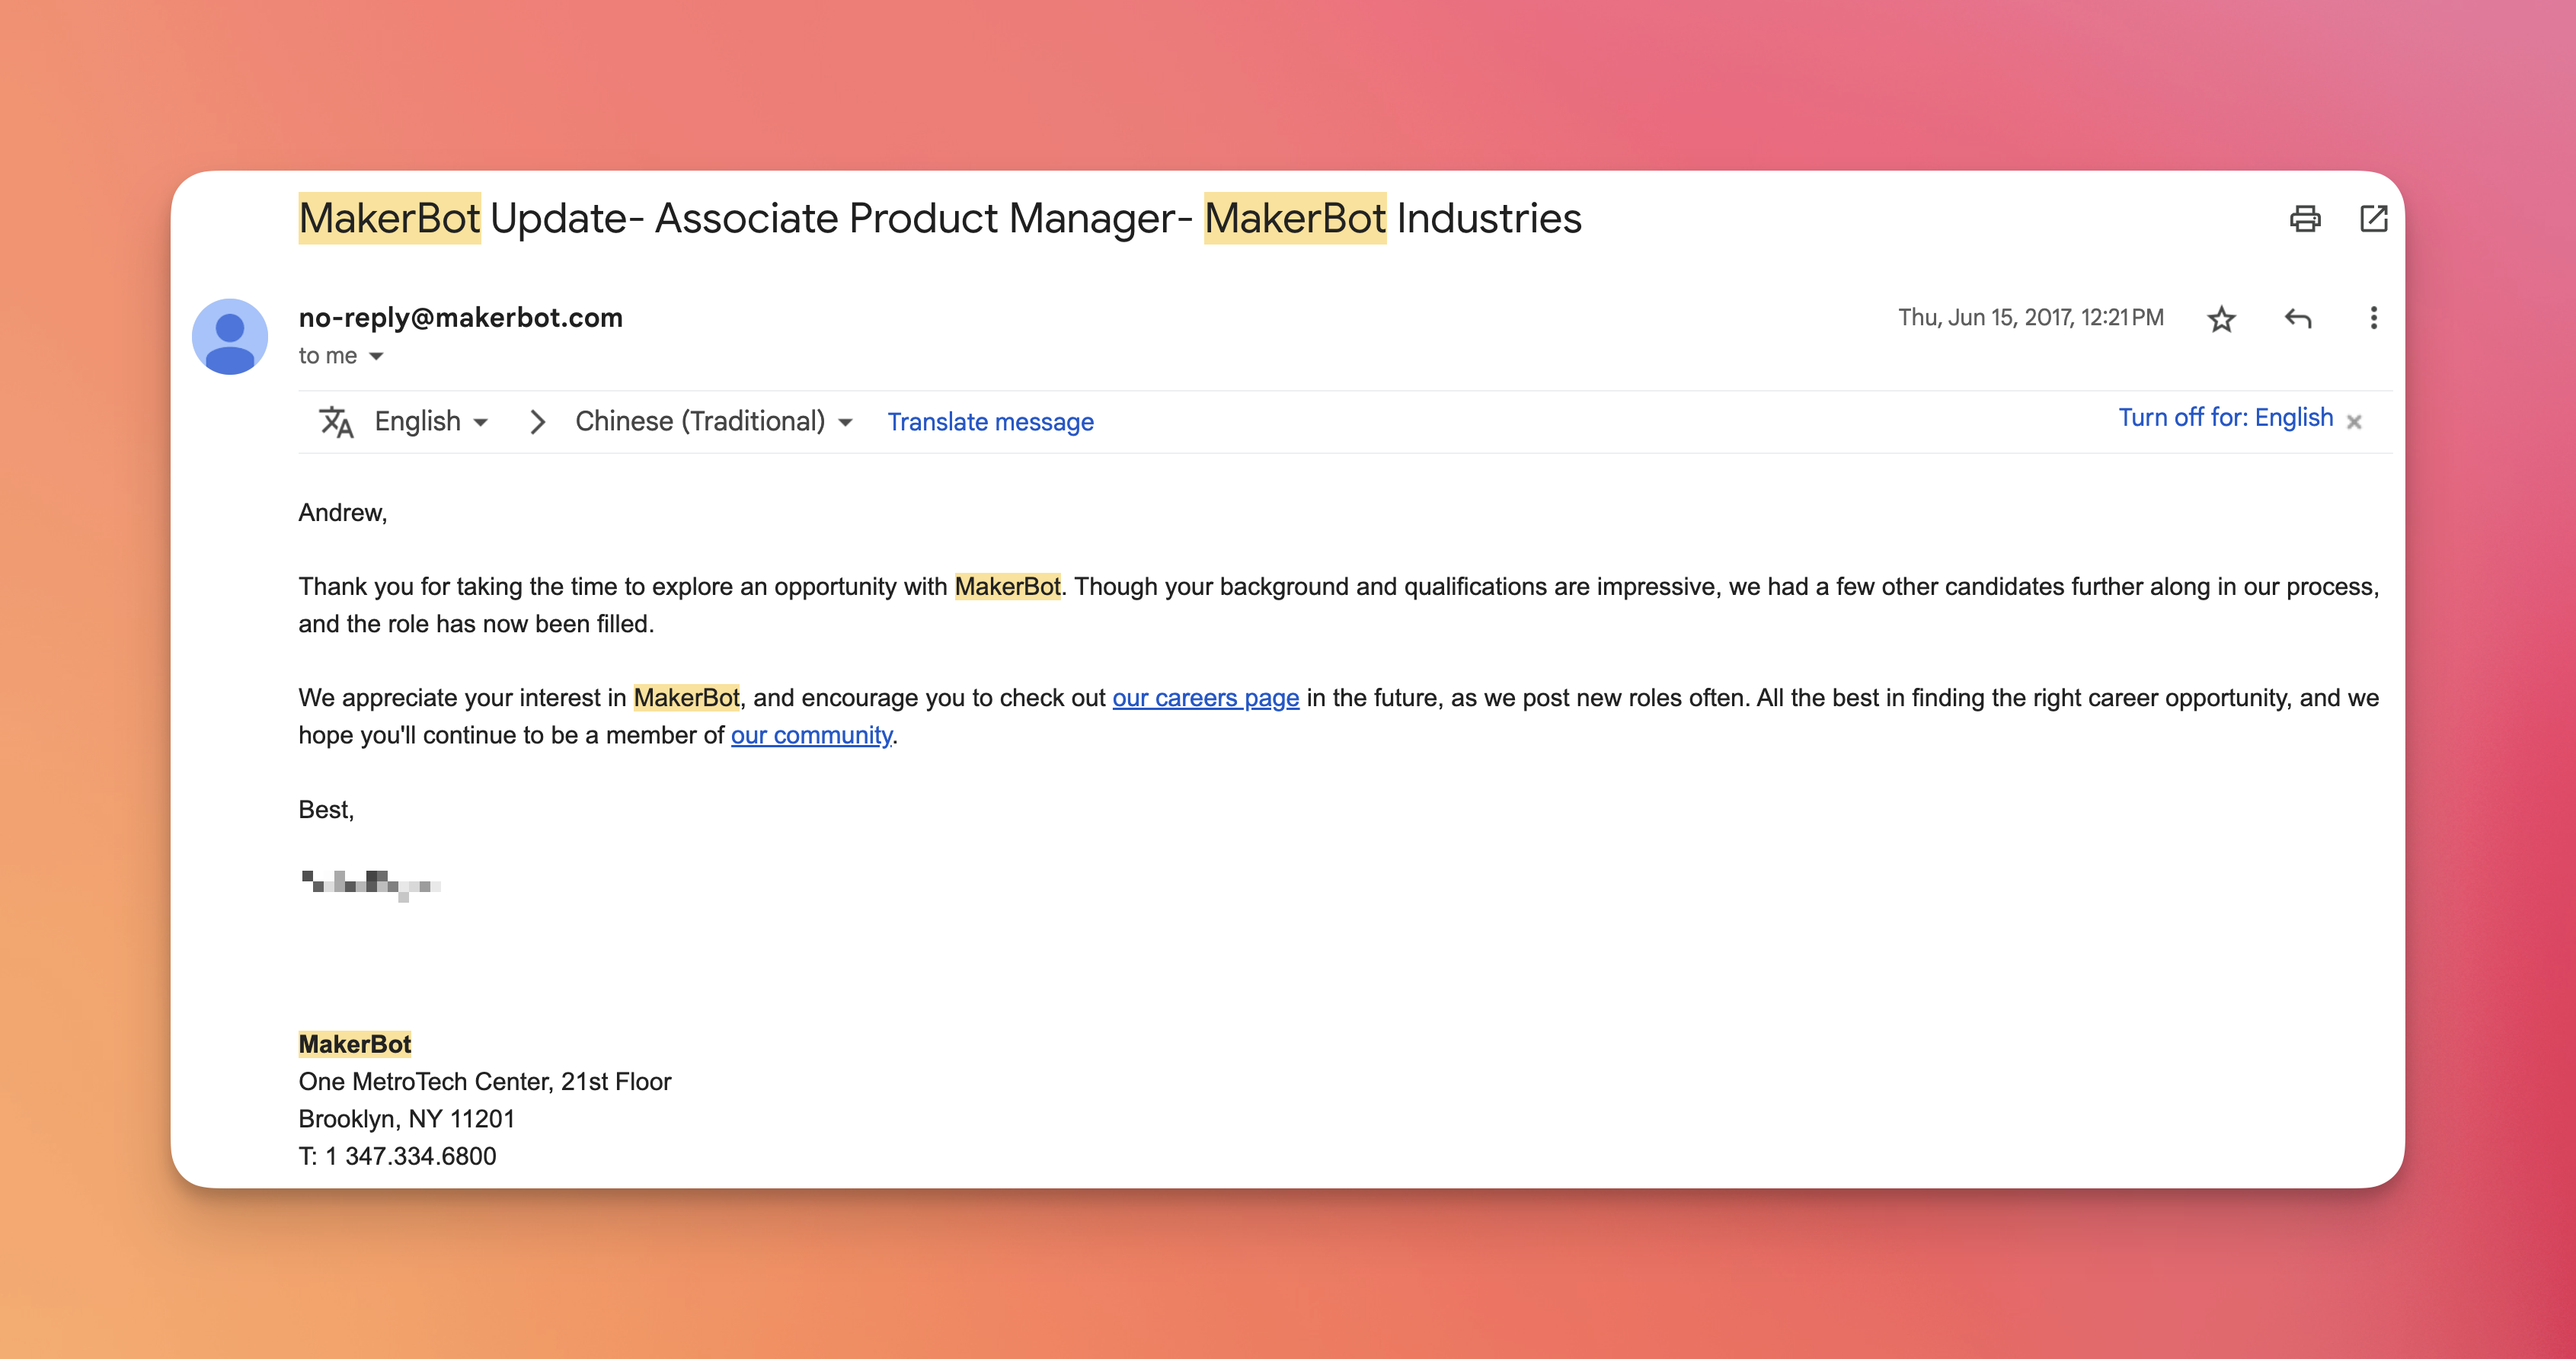 MakerBot Update- Associate Product Manager- MakerBot Industries
no-reply@makerbot.com
Thu, Jun 15, 2017, 12:21 PM
to me
English
Chinese (Traditional)
Translate message
Turn off for: English
Andrew,
Thank you for taking the time to explore an opportunity with MakerBot. Though your background and qualifications are impressive, we had a few other candidates further along in our process,
and the role has now been filled.
We appreciate your interest in MakerBot, and encourage you to check out our careers page in the future, as we post new roles often. All the best in finding the right career opportunity, and we
hope you'll continue to be a member of our community.
Best,
MakerBot
One MetroTech Center, 21st Floor
Brooklyn, NY 11201
T: 1 347.334.6800